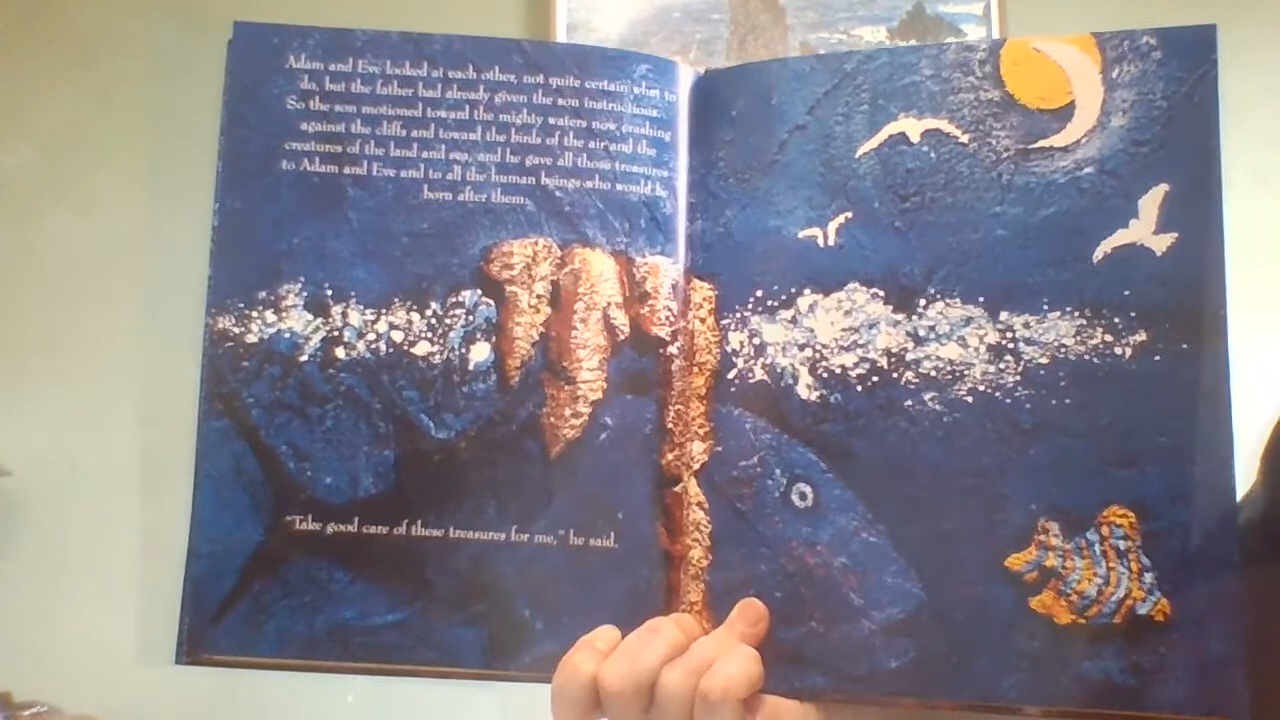 Adam and Eve looked at each other, not quite certain what to
do, but the father had already given the son instructions.
So the son motioned toward the mighty waters now crashing
against the cliffs and toward the birds of the air and the
creatures of the land and sea, and he gave all those treasures
to Adam and Eve and to all the human beings who would be
born after them.
"Take good care of these treasures for me," he said.